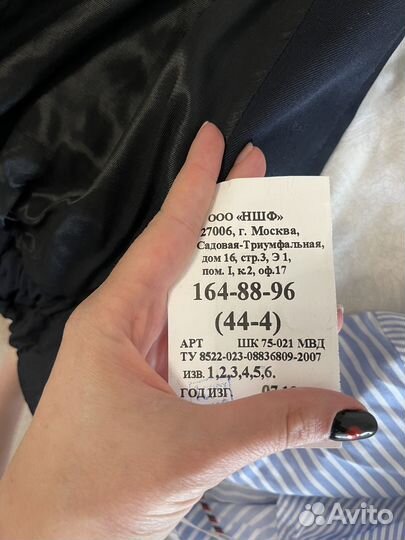 ООО «НШФ»
27006, г. Москва,
Садовая-Триумфальная,
дом 16, стр.3, Э 1,
пом. I, к.2, оф.17
164-88-96
(44-4)
АРТ ШК 75-021 МВД
ТУ 8522-023-08836809-2007
изв. 1,2,3,4,5,6.
ГОД ИЗГ.
Avito